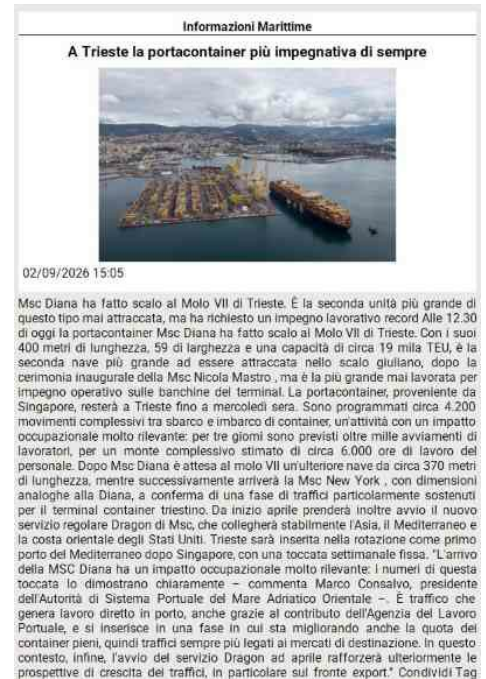 Informazioni Marittime
A Trieste la portacontainer più impegnativa di sempre
02/09/2026 15:05
Msc Diana ha fatto scalo al Molo VII di Trieste. È la seconda unità più grande di
questo tipo mai attraccata, ma ha richiesto un impegno lavorativo record Alle 12.30
di oggi la portacontainer Msc Diana ha fatto scalo al Molo VII di Trieste. Con i suoi
400 metri di lunghezza, 59 di larghezza e una capacità di circa 19 mila TEU, è la
seconda nave più grande ad essere attraccata nello scalo giuliano, dopo la
cerimonia inaugurale della Msc Nicola Mastro , ma è la più grande mai lavorata per
impegno operativo sulle banchine del terminal. La portacontainer, proveniente da
Singapore, resterà a Trieste fino a mercoledì sera. Sono programmati circa 4.200
movimenti complessivi tra sbarco e imbarco di container, un'attività con un impatto
occupazionale molto rilevante: per tre giorni sono previsti oltre mille avviamenti di
lavoratori, per un monte complessivo stimato di circa 6.000 ore di lavoro del
personale. Dopo Msc Diana è attesa al molo VII un'ulteriore nave da circa 370 metri
di lunghezza, mentre successivamente arriverà la Msc New York , con dimensioni
analoghe alla Diana, a conferma di una fase di traffici particolarmente sostenuti
per il terminal container triestino. Da inizio aprile prenderà inoltre avvio il nuovo
servizio regolare Dragon di Msc, che collegherà stabilmente l'Asia, il Mediterraneo e
la costa orientale degli Stati Uniti. Trieste sarà inserita nella rotazione come primo
porto del Mediterraneo dopo Singapore, con una toccata settimanale fissa. "L'arrivo
della MSC Diana ha un impatto occupazionale molto rilevante: i numeri di questa
toccata lo dimostrano chiaramente – commenta Marco Consalvo, presidente
dell'Autorità di Sistema Portuale del Mare Adriatico Orientale –. È traffico che
genera lavoro diretto in porto, anche grazie al contributo dell'Agenzia del Lavoro
Portuale, e si inserisce in una fase in cui sta migliorando anche la quota dei
container pieni, quindi traffici sempre più legati ai mercati di destinazione. In questo
contesto, infine, l'avvio del servizio Dragon ad aprile rafforzerà ulteriormente le
prospettive di crescita dei traffici, in particolare sul fronte export." Condividi Tag